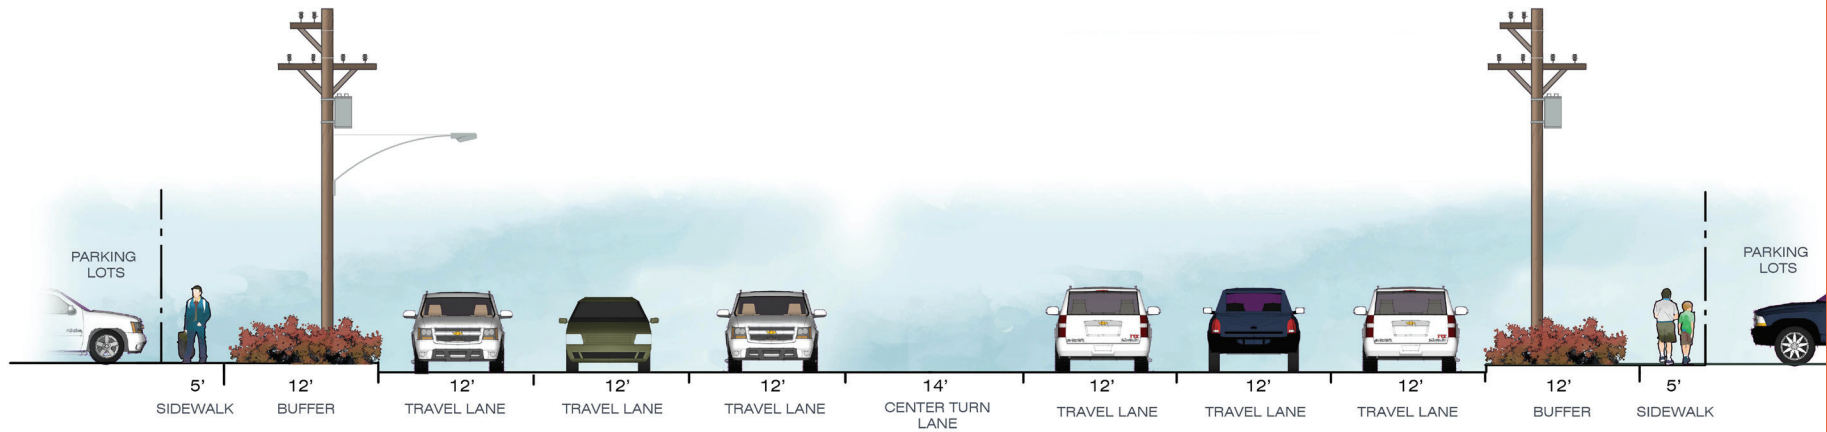 PARKING
LOTS
PARKING
LOTS
5' 12' 12' 12' 12' 14' 12' 12' 12' 12' 5'
SIDEWALK BUFFER TRAVEL LANE TRAVEL LANE TRAVEL LANE CENTER TURN TRAVEL LANE TRAVEL LANE TRAVEL LANE BUFFER SIDEWALK
LANE